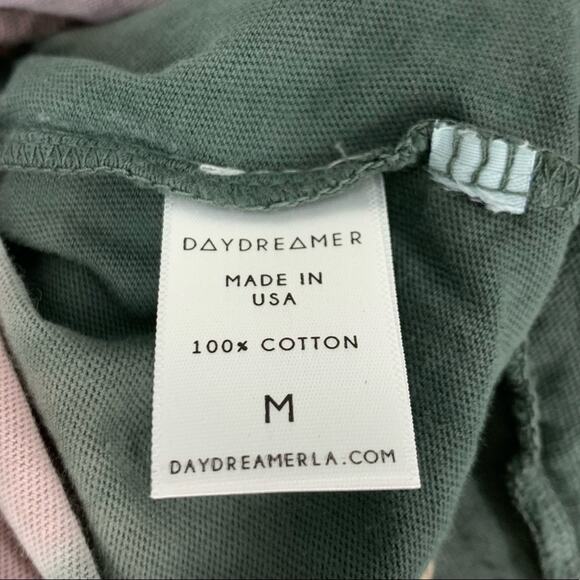 DAYDREAMER
MADE IN
USA
100% COTTON
M
DAYDREAMERLA.COM